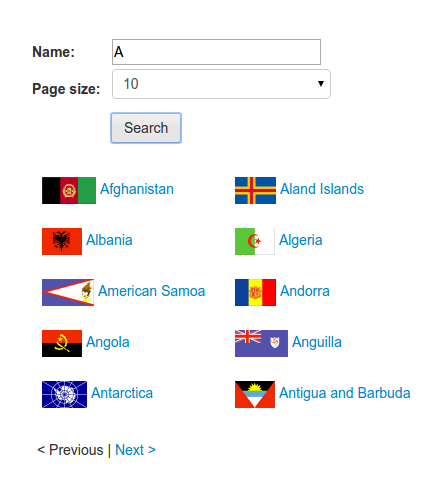 Name: A
Page size: 10
Search
Afghanistan Aland Islands
Albania Algeria
American Samoa Andorra
Angola Anguilla
Antarctica Antigua and Barbuda
< Previous | Next >